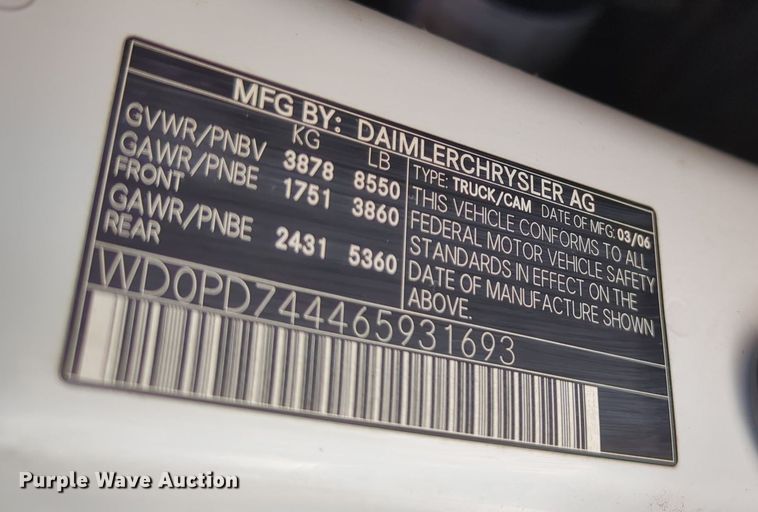 MFG BY: DAIMLERCHRYSLER AG
KG LB
GVWR/PNBV 3878 8550
GAWR/PNBE 1751 3860
FRONT
GAWR/PNBE 2431 5360
REAR
TYPE: TRUCK/CAM DATE OF MFG: 03/06
THIS VEHICLE CONFORMS TO ALL
FEDERAL MOTOR VEHICLE SAFETY
STANDARDS IN EFFECT ON THE
DATE OF MANUFACTURE SHOWN
ABOVE.
WD0PD744465931693
Purple Wave Auction